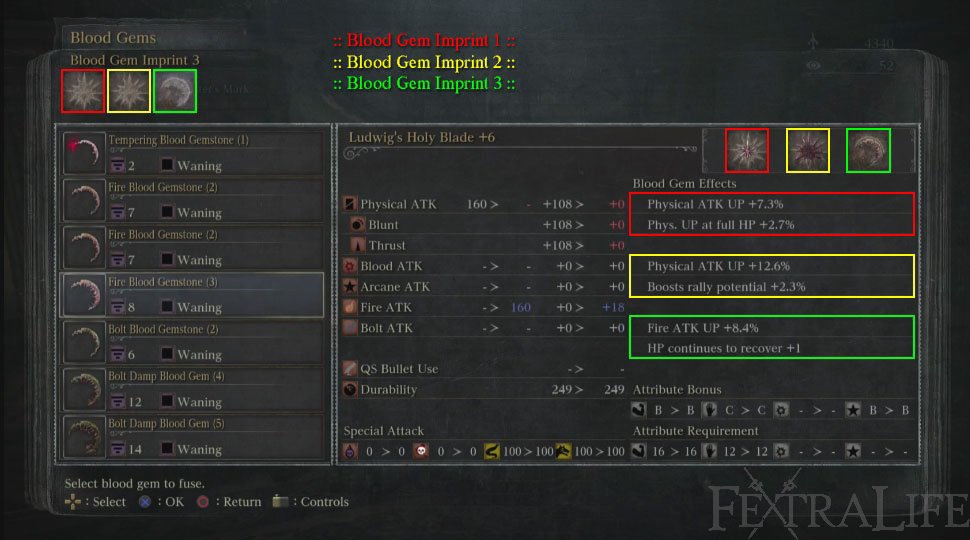 Blood Gems
:: Blood Gem Imprint 1 ::
:: Blood Gem Imprint 2 ::
:: Blood Gem Imprint 3 ::
4340
52
Blood Gem Imprint 3
ter's Mark
Tempering Blood Gemstone (1)
2 Waning
Fire Blood Gemstone (2)
7 Waning
Fire Blood Gemstone (2)
7 Waning
Fire Blood Gemstone (3)
8 Waning
Bolt Blood Gemstone (2)
6 Waning
Bolt Damp Blood Gem (4)
12 Waning
Bolt Damp Blood Gem (5)
14 Waning
Ludwig's Holy Blade +6
Physical ATK 160 > - +108 > +0
Blunt +108 > +0
Thrust +108 > +0
Blood ATK - > - +0 > +0
Arcane ATK - > - +0 > +0
Fire ATK - > 160 +0 > +18
Bolt ATK - > - +0 > +0
QS Bullet Use - > -
Durability 249 > 249
Special Attack
0 > 0 0 > 0 100 > 100 100 > 100
Blood Gem Effects
Physical ATK UP +7.3%
Phys. UP at full HP +2.7%
Physical ATK UP +12.6%
Boosts rally potential +2.3%
Fire ATK UP +8.4%
HP continues to recover +1
Attribute Bonus
B > B C > C - > - B > B
Attribute Requirement
16 > 16 12 > 12 - > - - > -
Select blood gem to fuse.
: Select : OK : Return : Controls
FEXTRALIFE